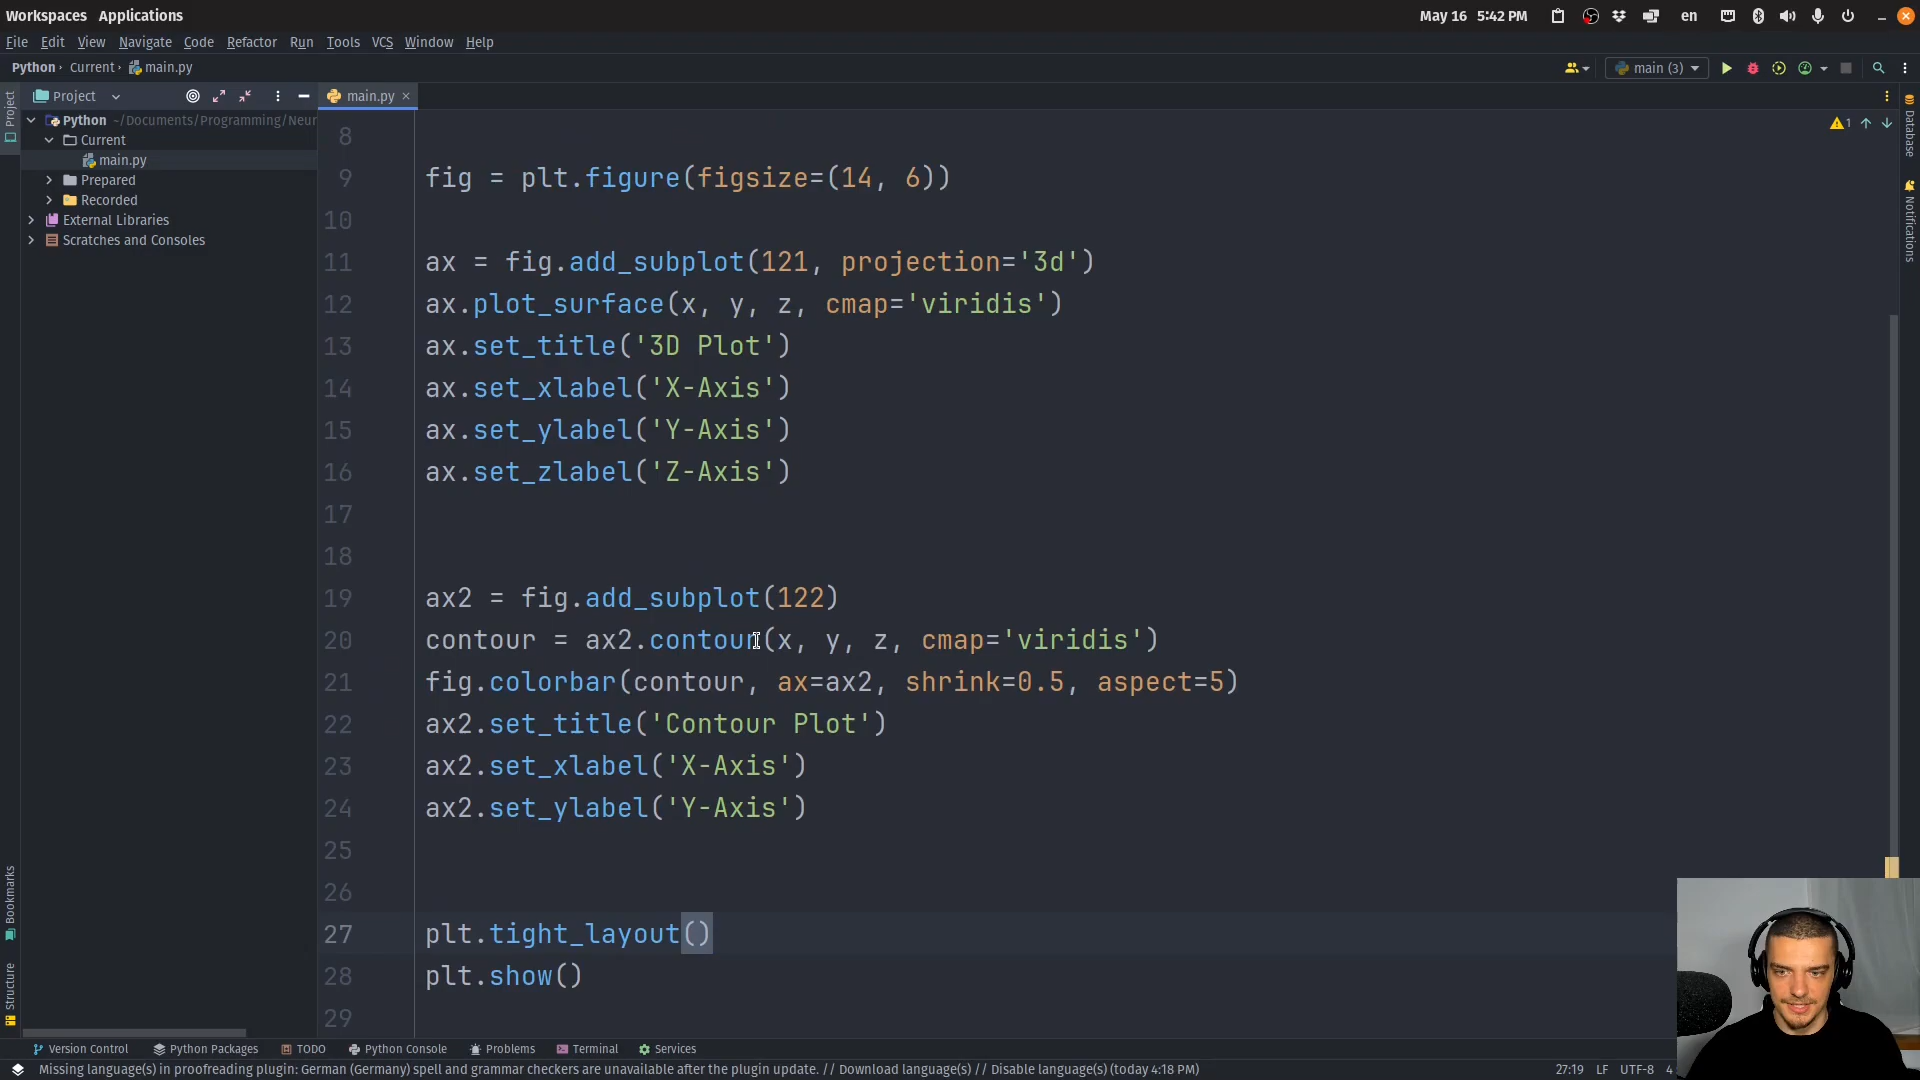 Workspaces Applications
May 16 5:42 PM
en
File Edit View Navigate Code Refactor Run Tools VCS Window Help
Python Current main.py
main (3)
Project
main.py
1
Python ~/Documents/Programming/Neur
Current
main.py
Prepared
Recorded
External Libraries
Scratches and Consoles
Project
Bookmarks
Structure
Database
Notifications
8
9 fig = plt.figure(figsize=(14, 6))
10
11 ax = fig.add_subplot(121, projection='3d')
12 ax.plot_surface(x, y, z, cmap='viridis')
13 ax.set_title('3D Plot')
14 ax.set_xlabel('X-Axis')
15 ax.set_ylabel('Y-Axis')
16 ax.set_zlabel('Z-Axis')
17
18
19 ax2 = fig.add_subplot(122)
20 contour = ax2.contour(x, y, z, cmap='viridis')
21 fig.colorbar(contour, ax=ax2, shrink=0.5, aspect=5)
22 ax2.set_title('Contour Plot')
23 ax2.set_xlabel('X-Axis')
24 ax2.set_ylabel('Y-Axis')
25
26
27 plt.tight_layout()
28 plt.show()
29
Version Control Python Packages TODO Python Console Problems Terminal Services
Missing language(s) in proofreading plugin: German (Germany) spell and grammar checkers are unavailable after the plugin update. // Download language(s) // Disable language(s) (today 4:18 PM)
27:19 LF UTF-8 4